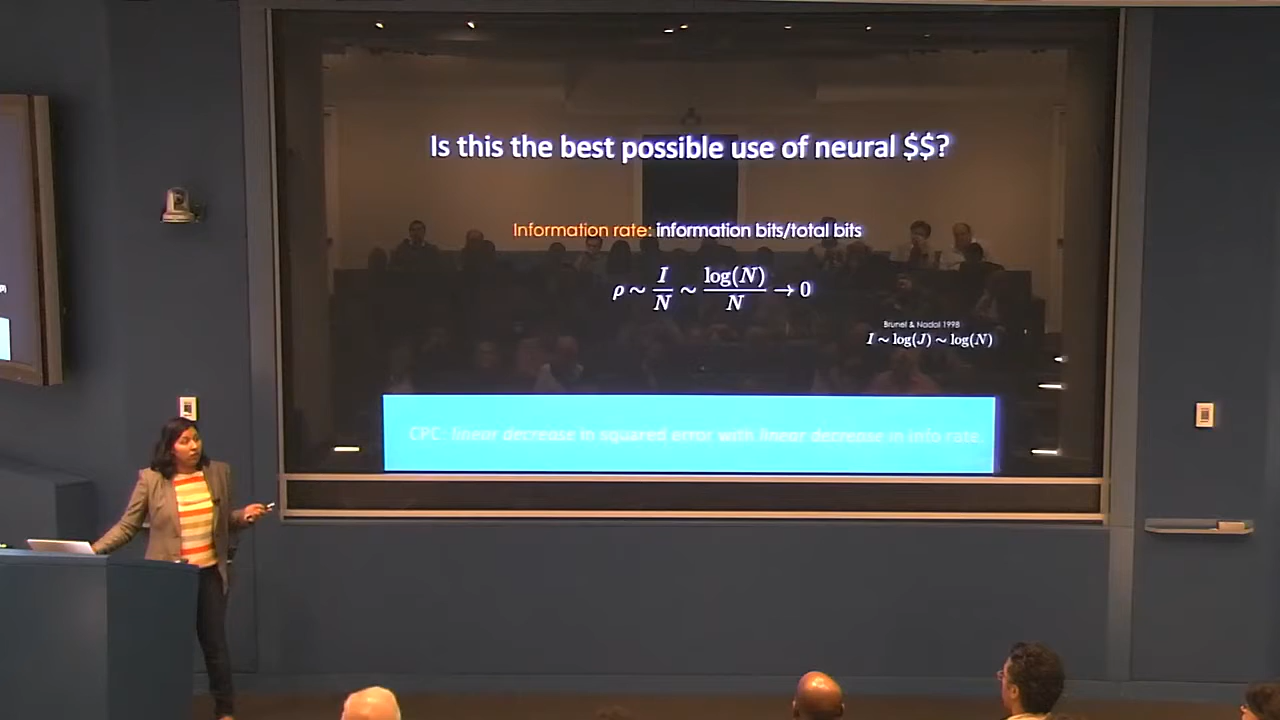 Is this the best possible use of neural $$?
Information rate: information bits/total bits
ρ ∼ I/N ∼ log(N)/N → 0
Brunel & Nadal 1998
I ∼ log(J) ∼ log(N)
CPC: linear decrease in squared error with linear decrease in info rate